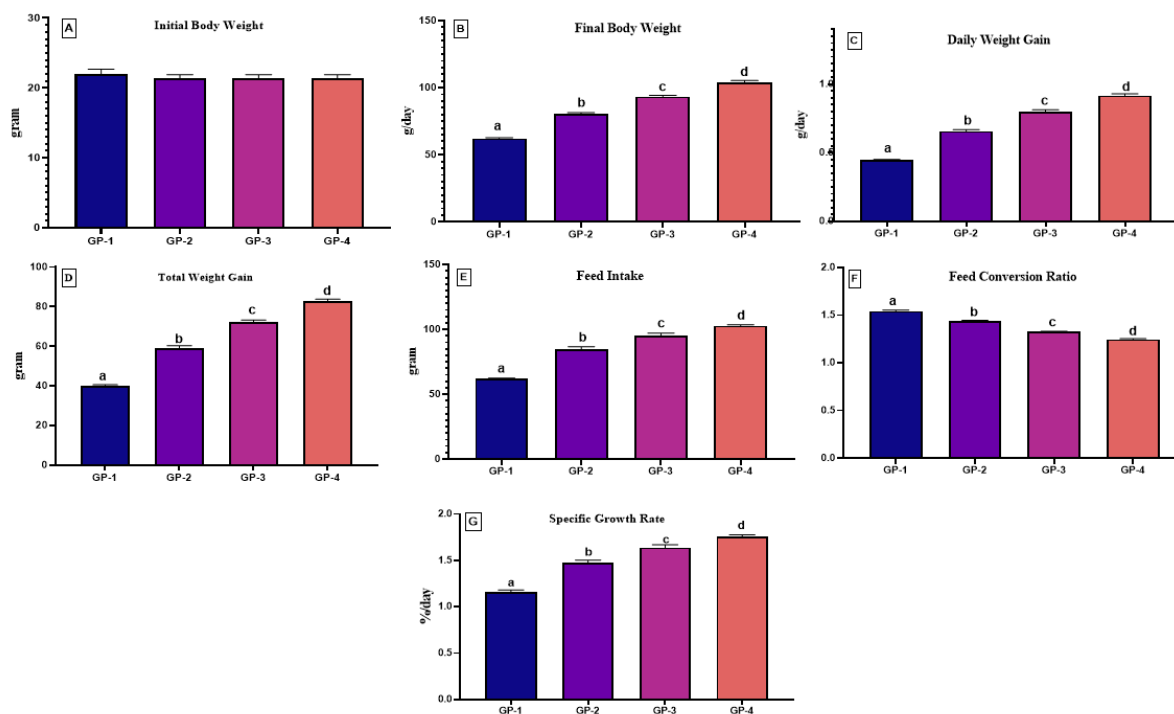 A Initial Body Weight
30
20
10
0
gram
GP-1 GP-2 GP-3 GP-4
B Final Body Weight
150
100
50
0
g/day
a b c d
GP-1 GP-2 GP-3 GP-4
C Daily Weight Gain
1.0
0.5
0.0
g/day
a b c d
GP-1 GP-2 GP-3 GP-4
D Total Weight Gain
100
80
60
40
20
0
gram
a b c d
GP-1 GP-2 GP-3 GP-4
E Feed Intake
150
100
50
0
gram
a b c d
GP-1 GP-2 GP-3 GP-4
F Feed Conversion Ratio
2.0
1.5
1.0
0.5
0.0
a b c d
GP-1 GP-2 GP-3 GP-4
G Specific Growth Rate
2.0
1.5
1.0
0.5
0.0
%/day
a b c d
GP-1 GP-2 GP-3 GP-4